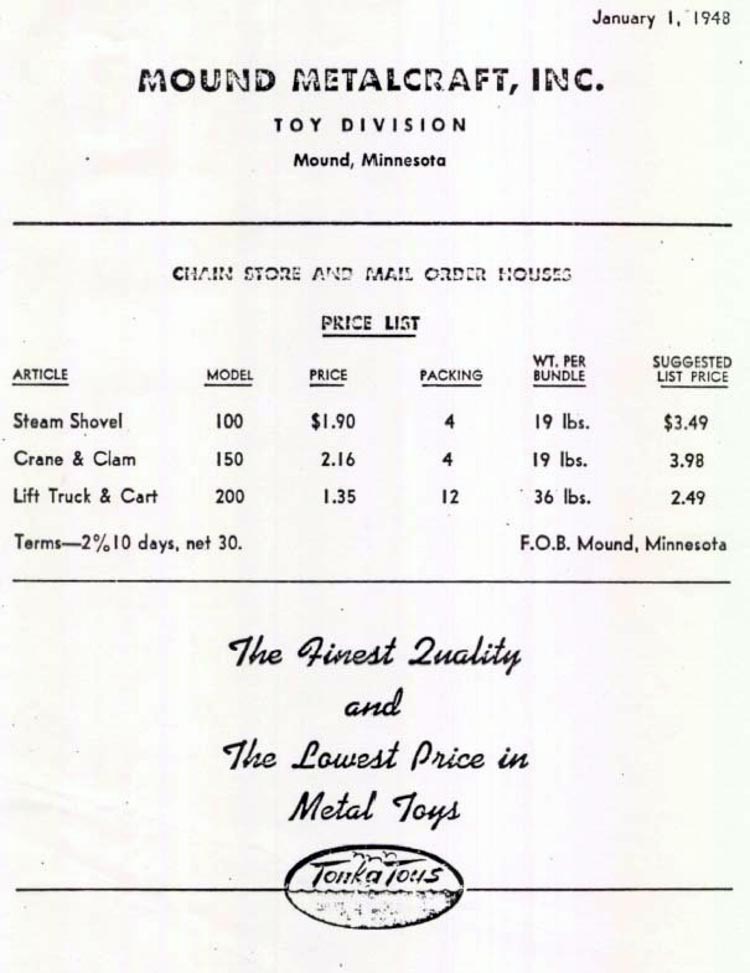 January 1, 1948
MOUND METALCRAFT, INC.
TOY DIVISION
Mound, Minnesota
CHAIN STORE AND MAIL ORDER HOUSES
PRICE LIST
ARTICLE MODEL PRICE PACKING WT. PER BUNDLE SUGGESTED LIST PRICE
Steam Shovel 100 $1.90 4 19 lbs. $3.49
Crane & Clam 150 2.16 4 19 lbs. 3.98
Lift Truck & Cart 200 1.35 12 36 lbs. 2.49
Terms—2% 10 days, net 30. F.O.B. Mound, Minnesota
The Finest Quality
and
The Lowest Price in
Metal Toys
Tonka Toys